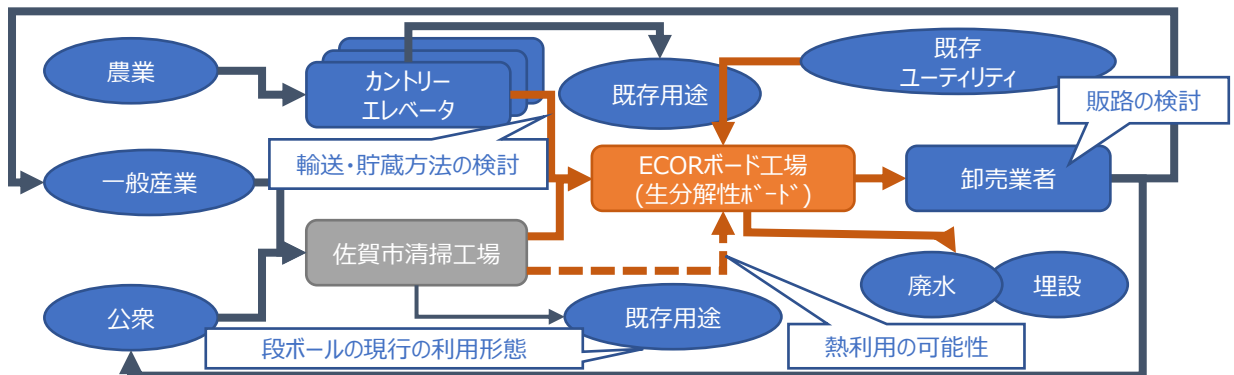 農業
カントリー
エレベータ
既存用途
既存
ユーティリティ
販路の検討
輸送・貯蔵方法の検討
一般産業
ECORボード工場
(生分解性ﾎﾞｰﾄﾞ)
卸売業者
佐賀市清掃工場
廃水
埋設
公衆
既存用途
段ボールの現行の利用形態
熱利用の可能性